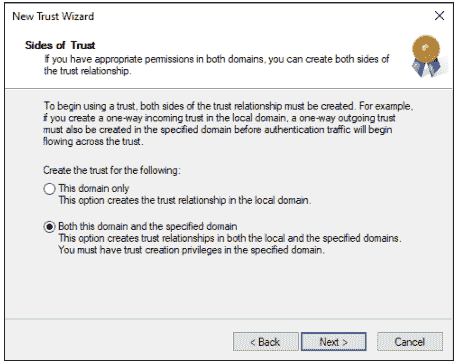 New Trust Wizard
Sides of Trust
If you have appropriate permissions in both domains, you can create both sides of
the trust relationship.
To begin using a trust, both sides of the trust relationship must be created. For example,
if you create a one-way incoming trust in the local domain, a one-way outgoing trust
must also be created in the specified domain before authentication traffic will begin
flowing across the trust.
Create the trust for the following:
This domain only
This option creates the trust relationship in the local domain.
Both this domain and the specified domain
This option creates trust relationships in both the local and the specified domains.
You must have trust creation privileges in the specified domain.
< Back Next > Cancel